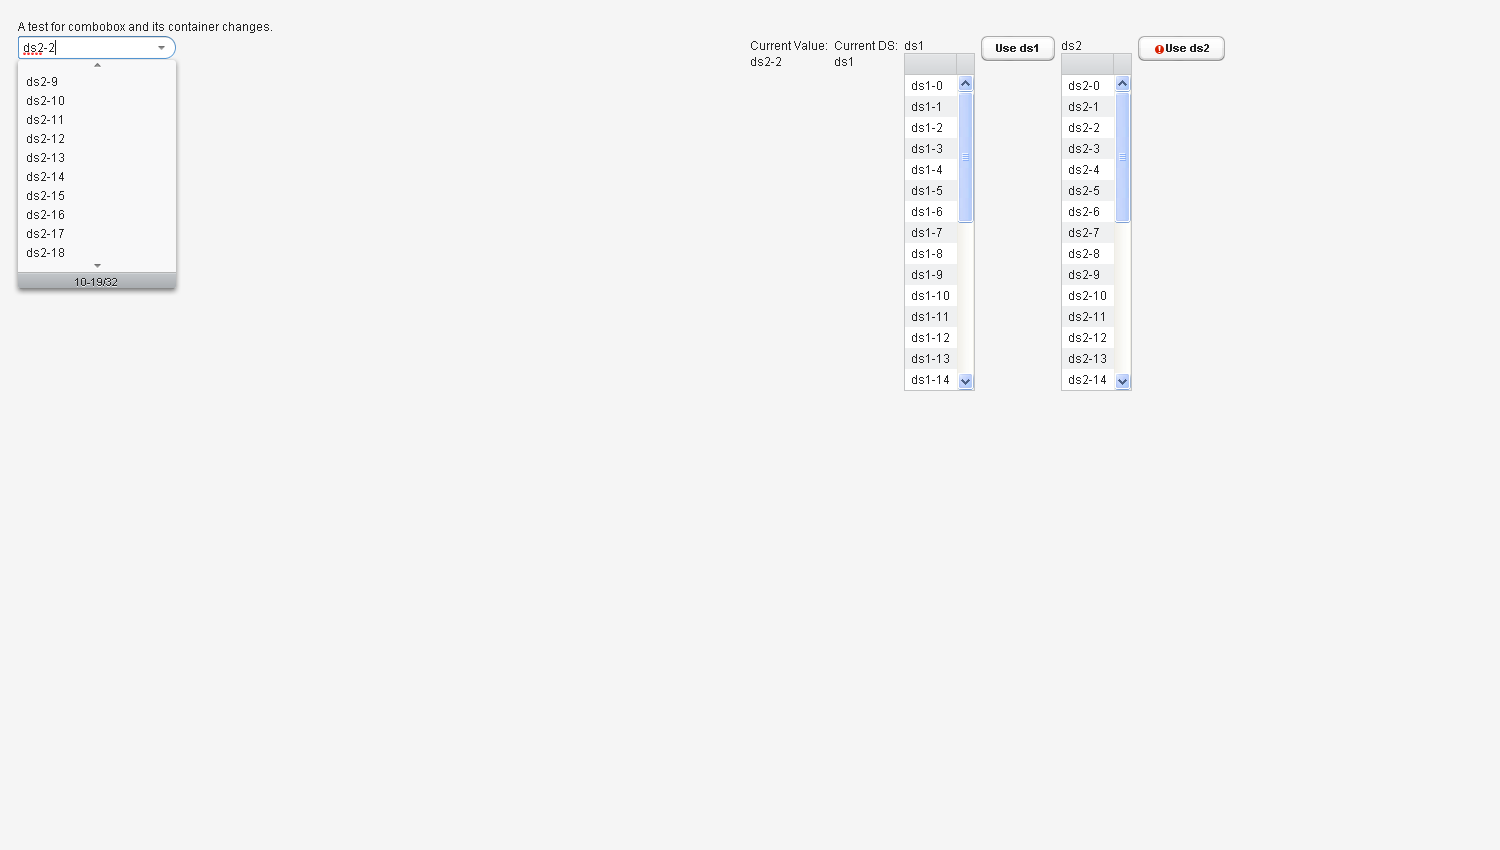 A test for combobox and its container changes.
ds2-2
ds2-9
ds2-10
ds2-11
ds2-12
ds2-13
ds2-14
ds2-15
ds2-16
ds2-17
ds2-18
10-19/32
Current Value:
ds2-2
Current DS:
ds1
ds1
ds1-0
ds1-1
ds1-2
ds1-3
ds1-4
ds1-5
ds1-6
ds1-7
ds1-8
ds1-9
ds1-10
ds1-11
ds1-12
ds1-13
ds1-14
Use ds1
ds2
ds2-0
ds2-1
ds2-2
ds2-3
ds2-4
ds2-5
ds2-6
ds2-7
ds2-8
ds2-9
ds2-10
ds2-11
ds2-12
ds2-13
ds2-14
Use ds2